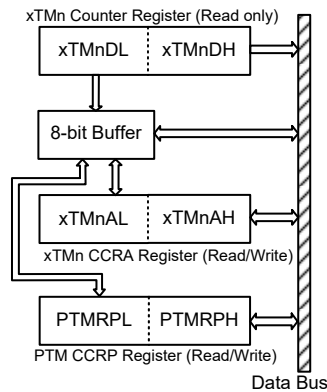 xTMn Counter Register (Read only)
xTMnDL xTMnDH
8-bit Buffer
xTMnAL xTMnAH
xTMn CCRA Register (Read/Write)
PTMRPL PTMRPH
PTM CCRP Register (Read/Write)
Data Bus